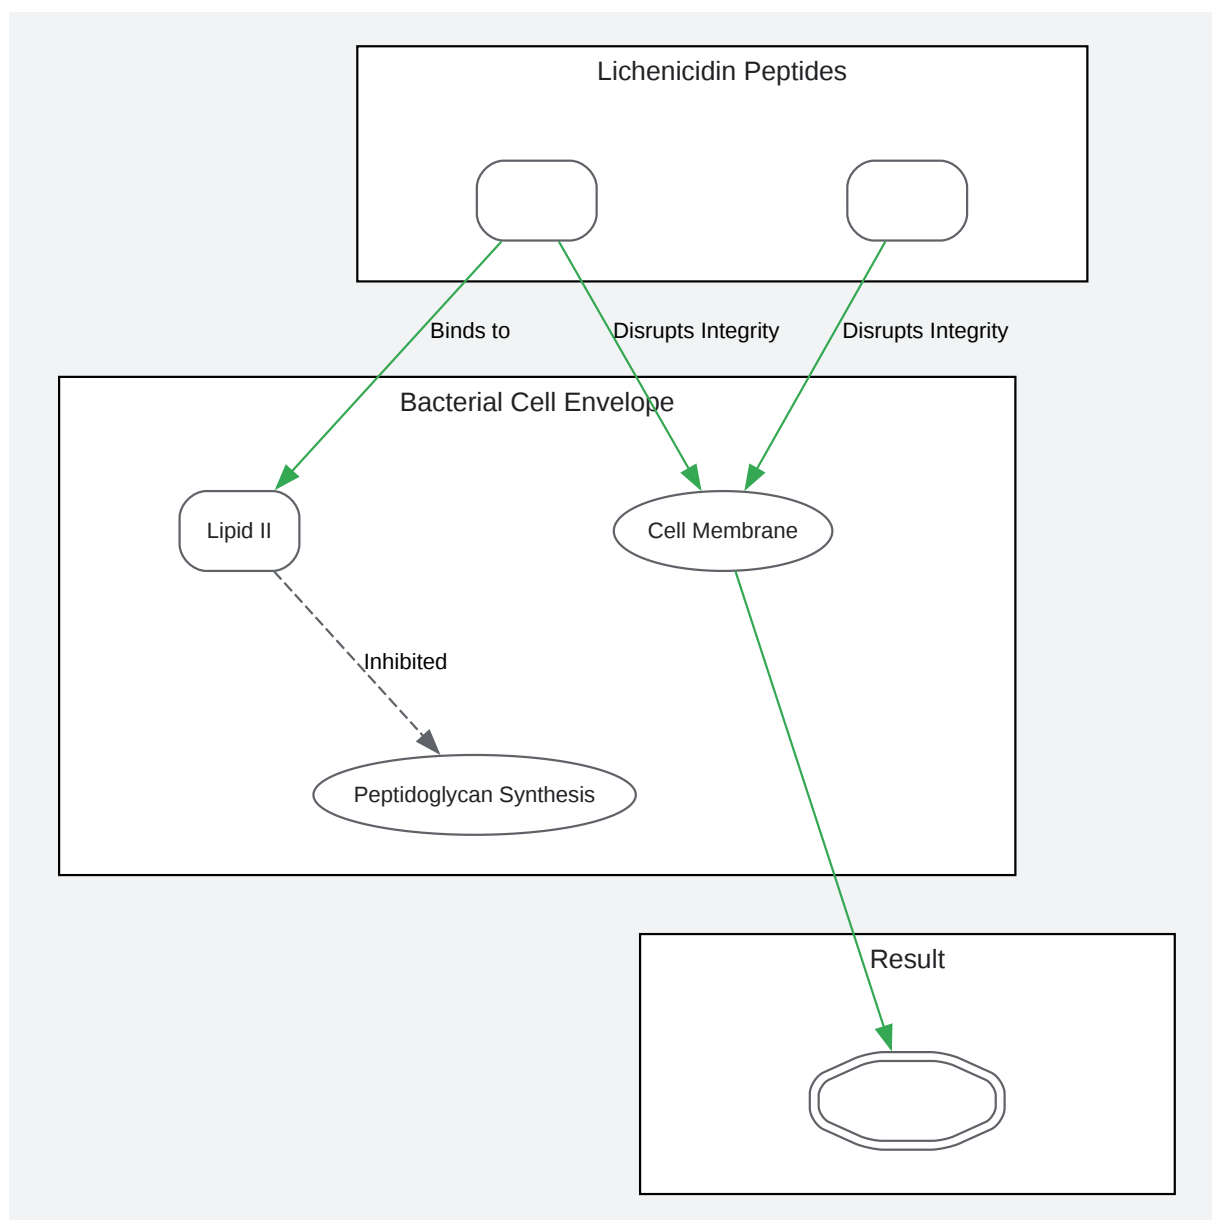 Lichenicidin Peptides
Binds to
Disrupts Integrity
Disrupts Integrity
Bacterial Cell Envelope
Lipid II
Cell Membrane
Inhibited
Peptidoglycan Synthesis
Result